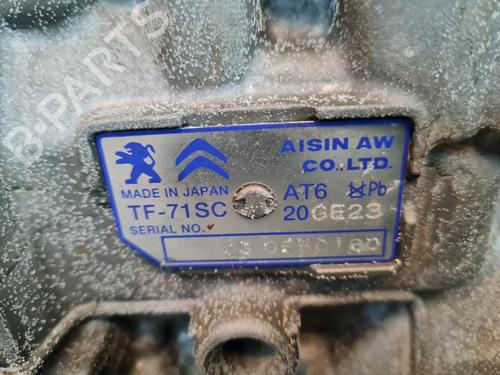 AISIN AW
CO., LTD.
MADE IN JAPAN
AT6 Pb
TF-71SC
20GE23
SERIAL NO.
B-PARTS